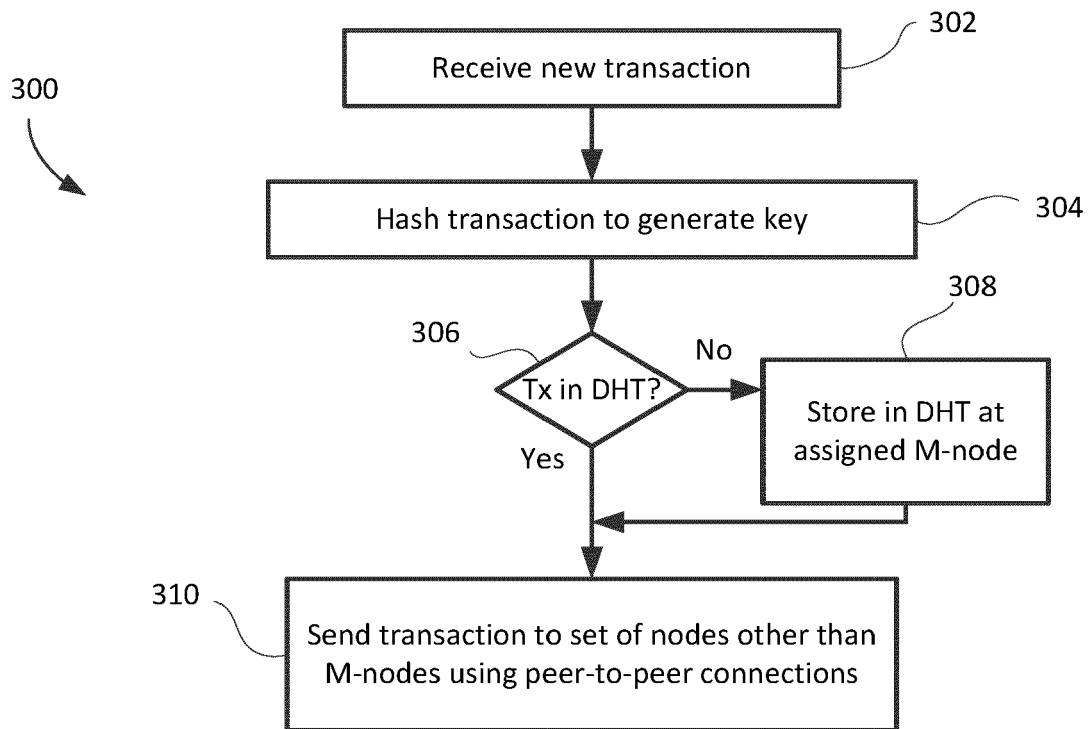 302
Receive new transaction
300
304
Hash transaction to generate key
308
306
No
Tx in DHT?
Store in DHT at
assigned M-node
Yes
310
Send transaction to set of nodes other than
M-nodes using peer-to-peer connections